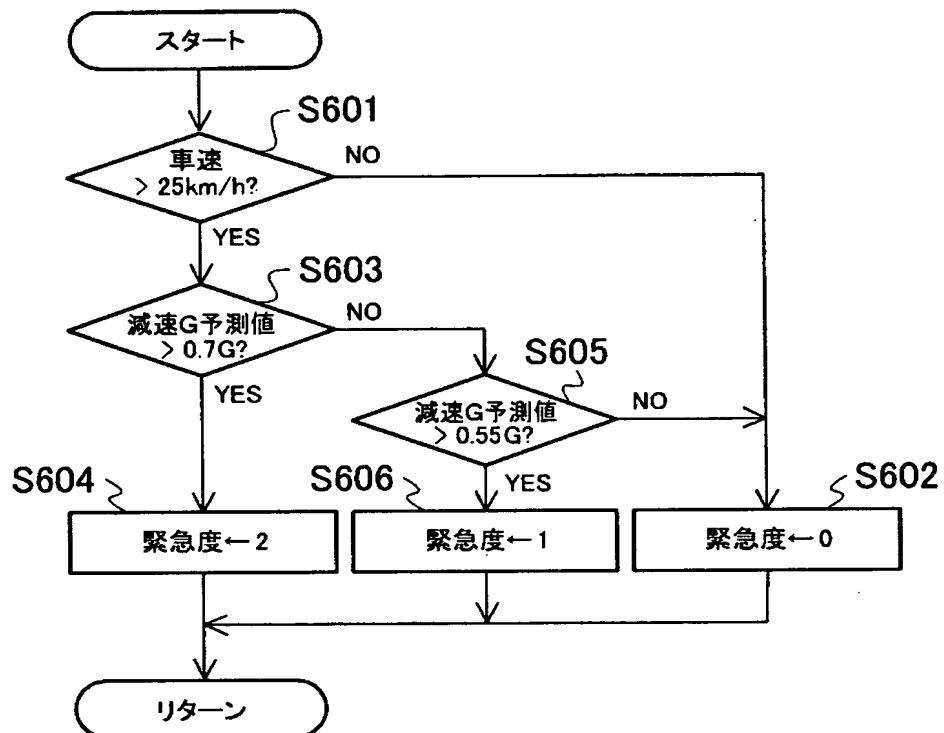 スタート
S601
車速
> 25km/h?
NO
YES
S603
減速G予測値
> 0.7G?
NO
YES
S605
減速G予測値
> 0.55G?
NO
YES
S604
緊急度←2
S606
緊急度←1
S602
緊急度←0
リターン